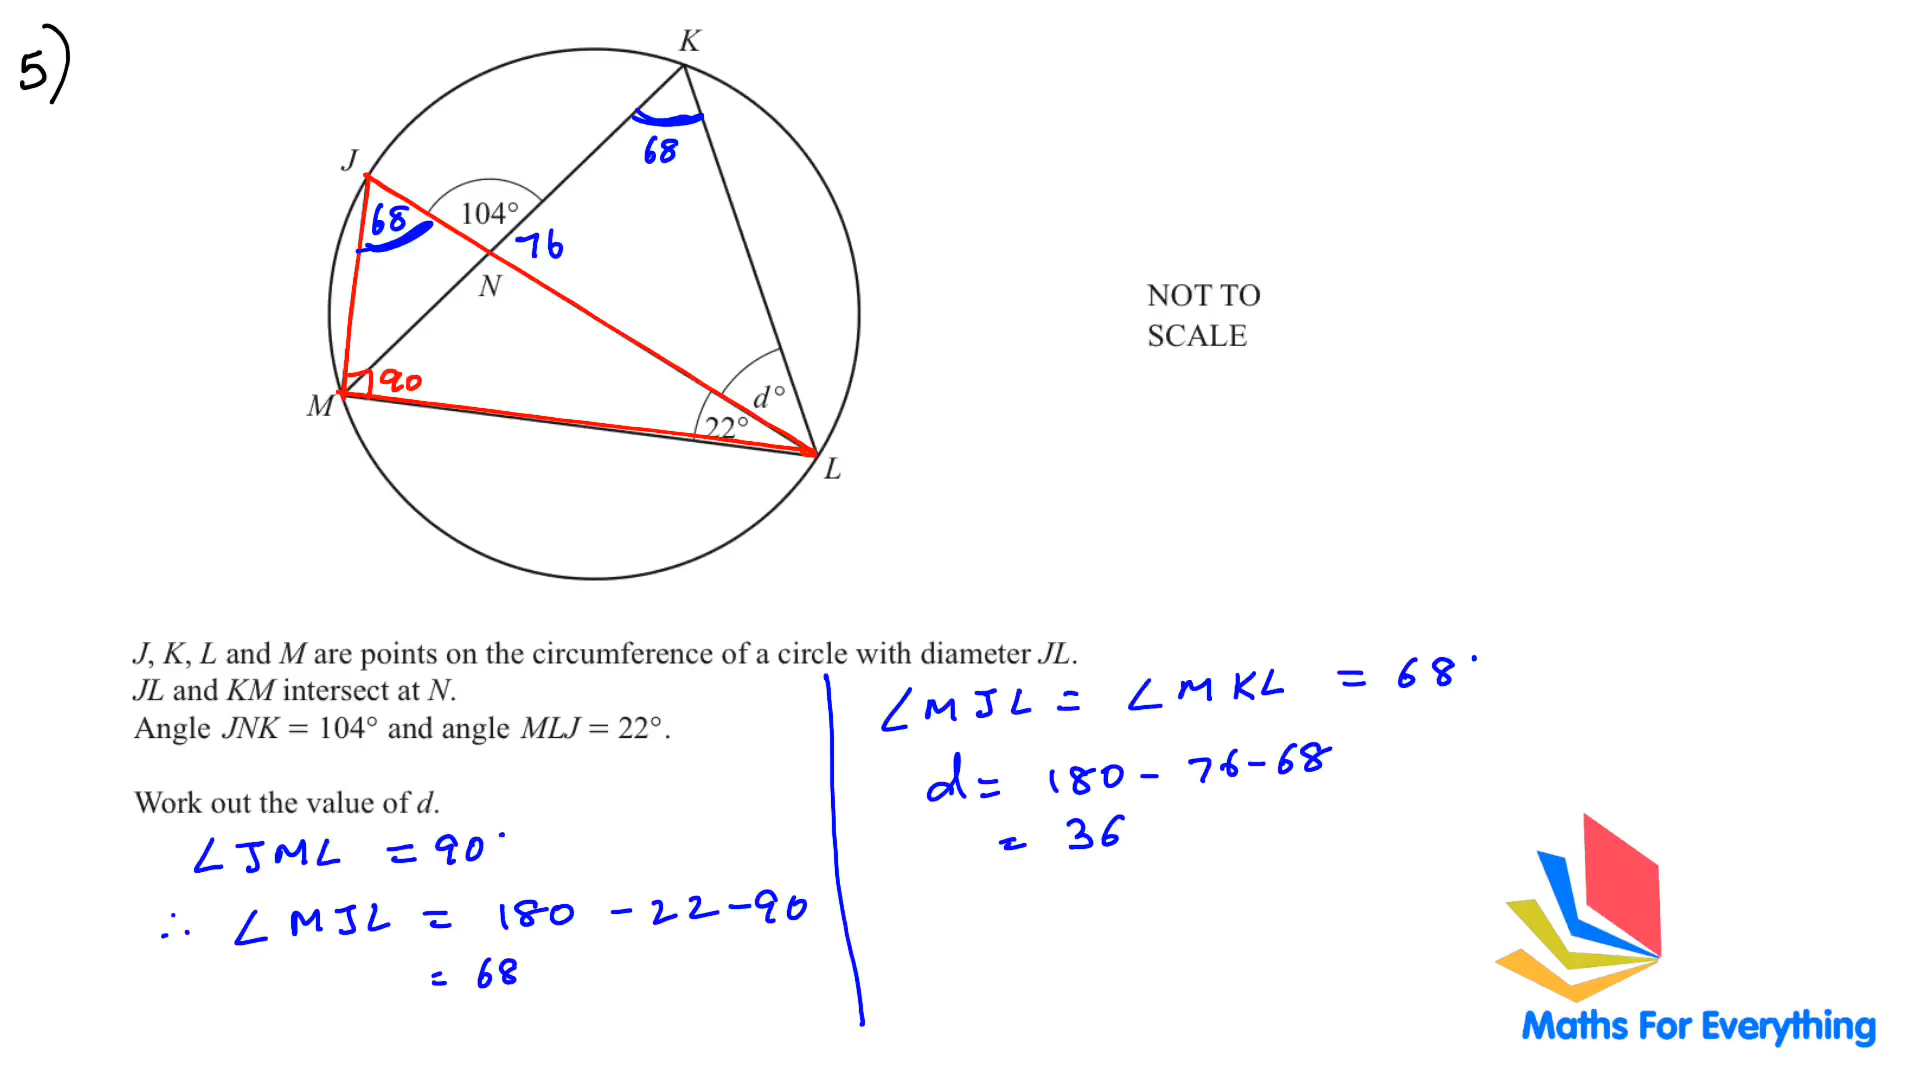 5)
K
J
68
104°
68
76
N
NOT TO
SCALE
90
d°
M
22°
L
J, K, L and M are points on the circumference of a circle with diameter JL.
JL and KM intersect at N.
Angle JNK = 104° and angle MLJ = 22°.
Work out the value of d.
∠JML = 90°
∴ ∠MJL = 180 - 22 - 90
= 68
∠MJL = ∠MKL = 68°
d = 180 - 76 - 68
= 36
Maths For Everything